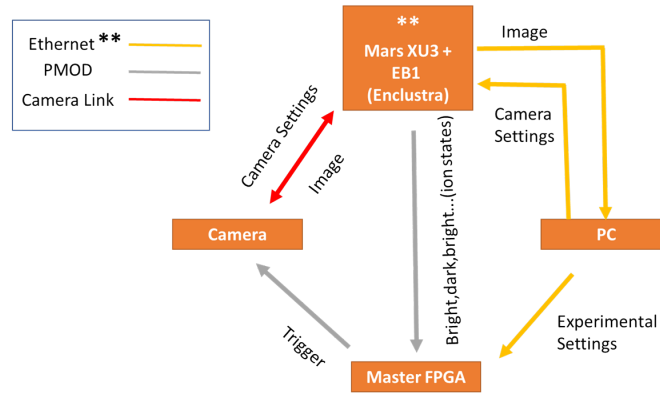 Ethernet **
PMOD
Camera Link
**
Mars XU3 +
EB1
(Enclustra)
Image
Camera
Settings
Camera Settings
Image
Bright,dark,bright...(ion states)
Camera
PC
Trigger
Experimental
Settings
Master FPGA